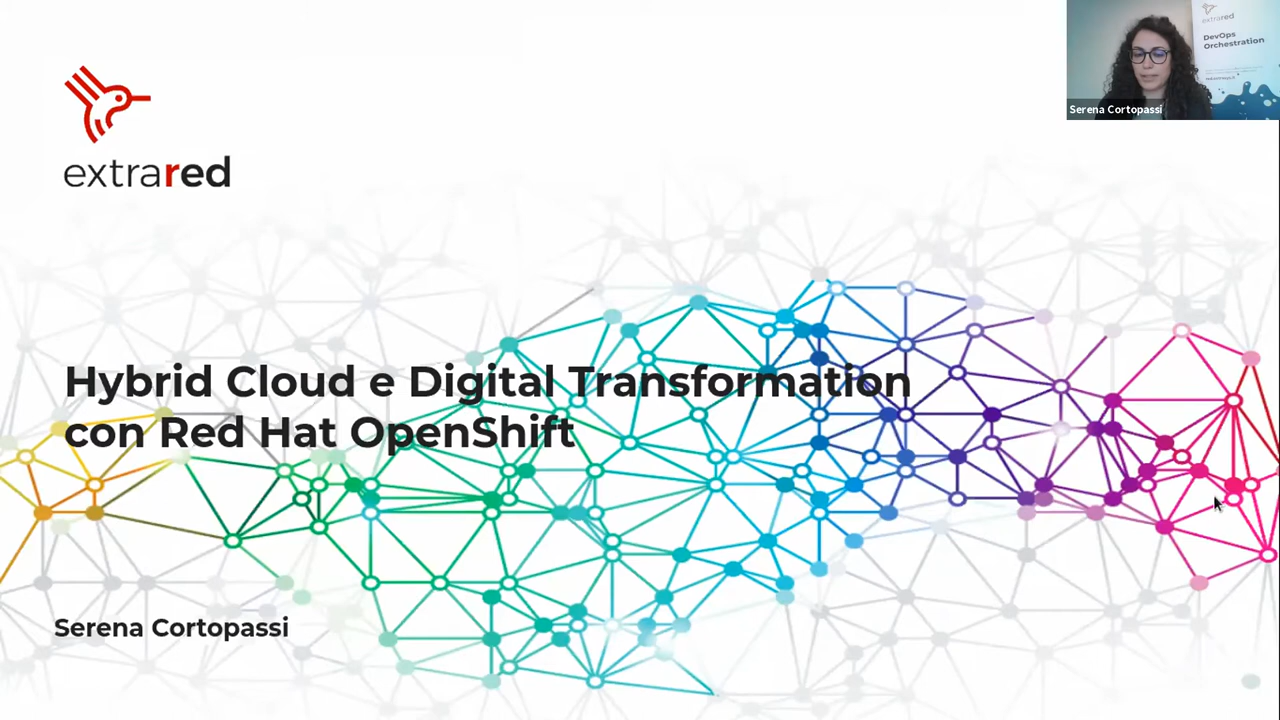 extrared
Hybrid Cloud e Digital Transformation
con Red Hat OpenShift
Serena Cortopassi
extrared
DevOps
Orchestration
Serena Cortopassi